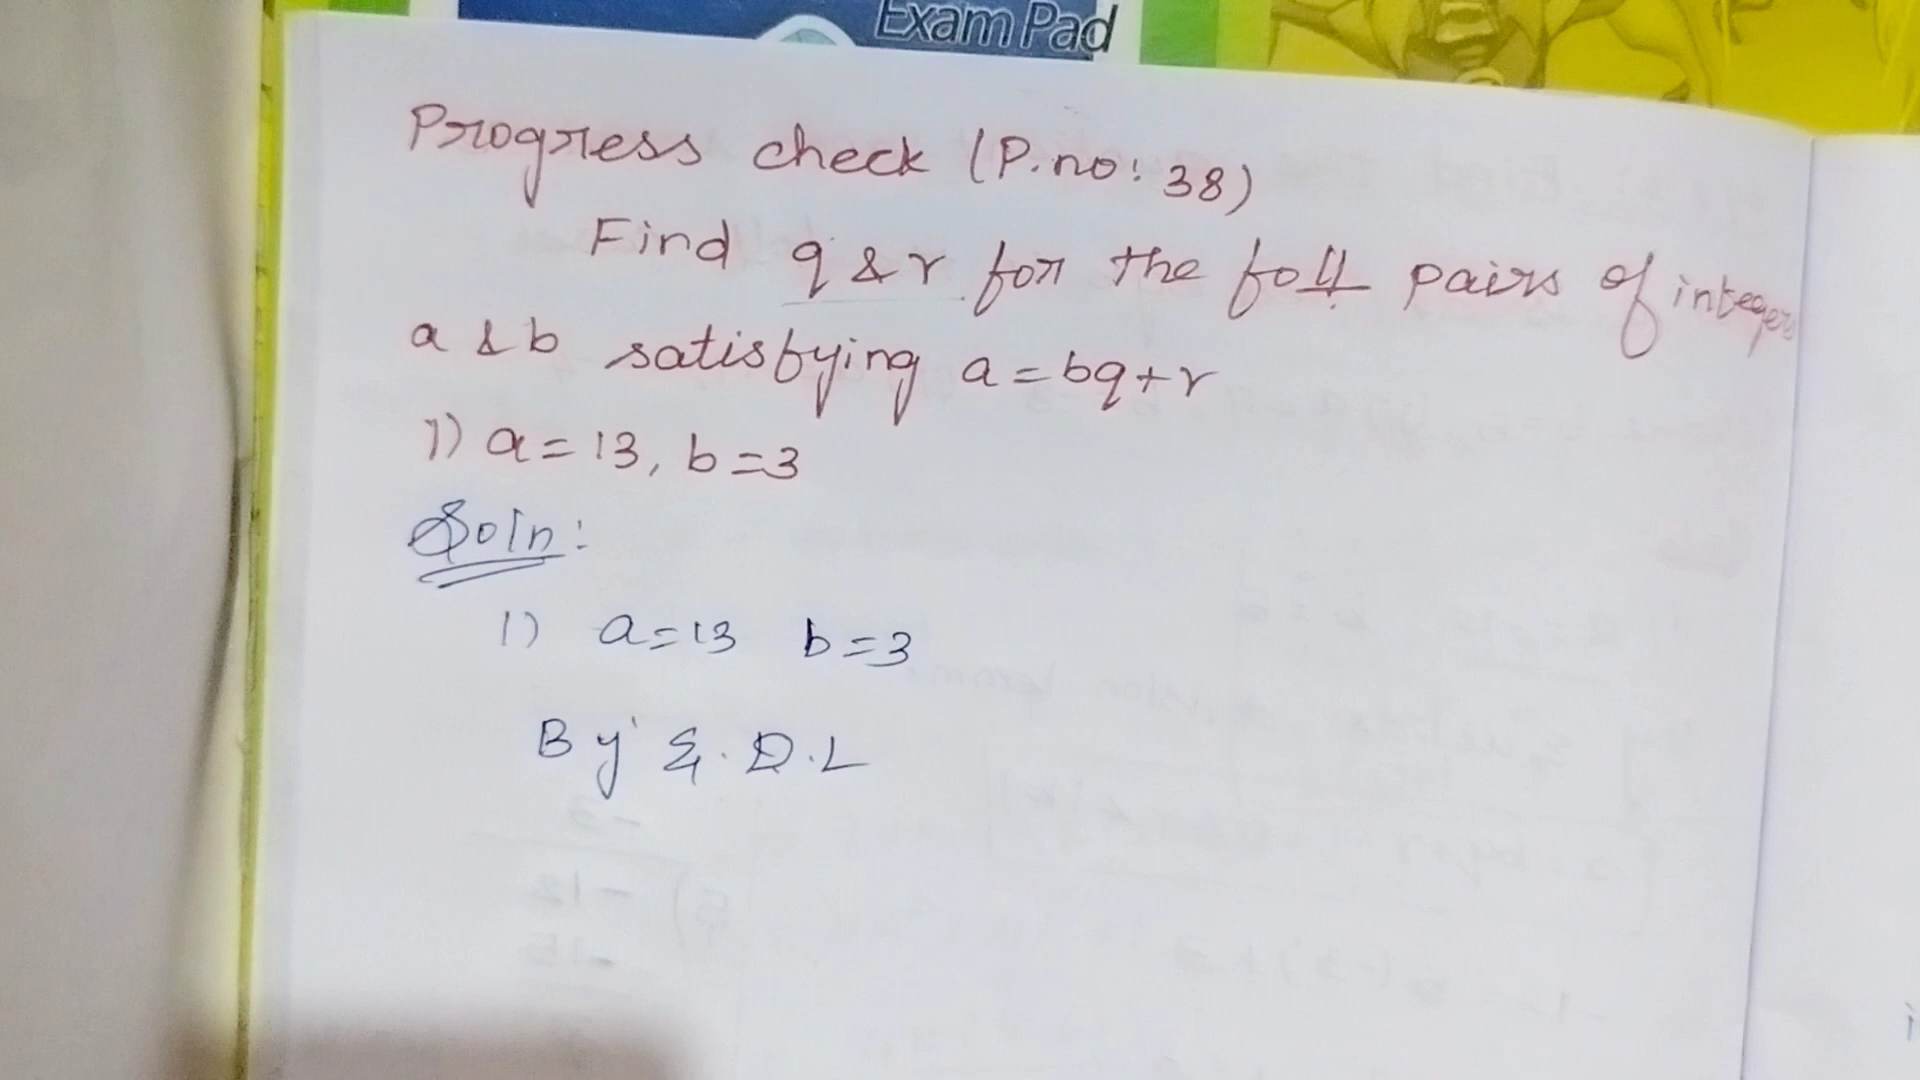 Exam Pad
Progress check (P.no: 38)
Find q & r for the foll pairs of integers
a & b satisfying a = bq + r
1) a = 13, b = 3
Soln:
1) a = 13 b = 3
By E.D.L